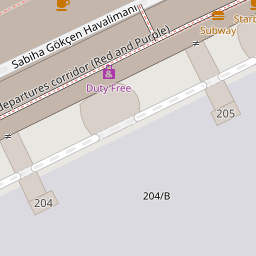 Starb
Subway
Sabiha Gökçen Havalimanı
departures corridor (Red and Purple)
Duty Free
205
204/B
204